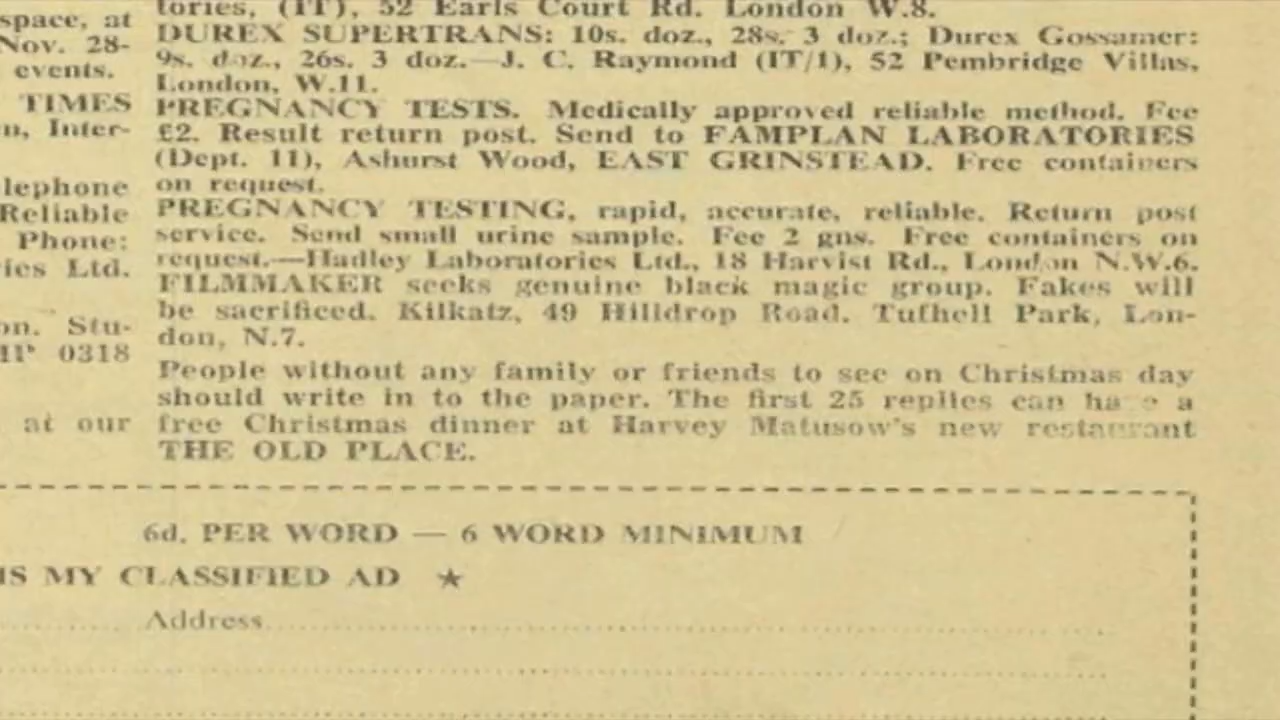 space, at
Nov. 28-
events.
TIMES
n, Inter-
lephone
Reliable
Phone:
ries Ltd.
on. Stu-
HP 0318
at our
tories, (IT), 52 Earls Court Rd. London W.8.
DUREX SUPERTRANS: 10s. doz., 28s. 3 doz.; Durex Gossamer:
9s. doz., 26s. 3 doz.—J. C. Raymond (IT/1), 52 Pembridge Villas,
London, W.11.
PREGNANCY TESTS. Medically approved reliable method. Fee
£2. Result return post. Send to FAMPLAN LABORATORIES
(Dept. 11), Ashurst Wood, EAST GRINSTEAD. Free containers
on request.
PREGNANCY TESTING, rapid, accurate, reliable. Return post
service. Send small urine sample. Fee 2 gns. Free containers on
request.—Hadley Laboratories Ltd., 18 Harvist Rd., London N.W.6.
FILMMAKER seeks genuine black magic group. Fakes will
be sacrificed. Kilkatz, 49 Hilldrop Road, Tufnell Park, Lon-
don, N.7.
People without any family or friends to see on Christmas day
should write in to the paper. The first 25 replies can have a
free Christmas dinner at Harvey Matusow's new restaurant
THE OLD PLACE.
6d. PER WORD — 6 WORD MINIMUM
IS MY CLASSIFIED AD ★
Address